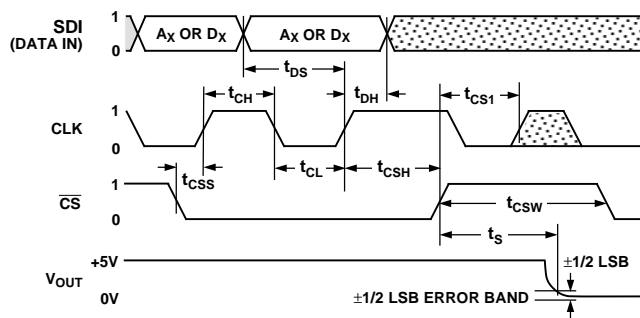 SDI
(DATA IN)
1
0
AX OR DX
AX OR DX
tDS
tCH
tDH
tCS1
CLK
1
0
tCSS
tCL
tCSH
CS
1
0
tCSW
tS
VOUT
+5V
0V
±1/2 LSB
±1/2 LSB ERROR BAND